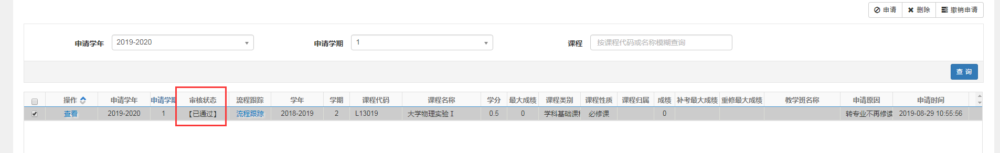 申请 删除 撤销申请
申请学年 2019-2020 申请学期 1 课程 按课程代码或名称模糊查询
查 询
操作 申请学年 申请学期 审核状态 流程跟踪 学年 学期 课程代码 课程名称 学分 最大成绩 课程类别 课程性质 课程归属 成绩 补考最大成绩 重修最大成绩 教学班名称 申请原因 申请时间
查看 2019-2020 1 【已通过】 流程跟踪 2018-2019 2 L13019 大学物理实验Ⅰ 0.5 0 学科基础课程 必修课 0 转专业不再修读 2019-08-29 10:55:56